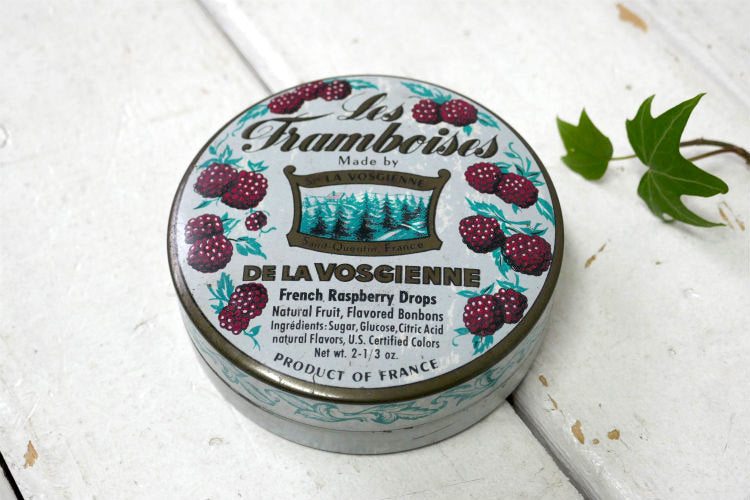 Les
Framboises
Made by
Sté LA VOSGIENNE
Saint-Quentin, France
DE LA VOSGIENNE
French Raspberry Drops
Natural Fruit, Flavored Bonbons
Ingrédients: Sugar, Glucose, Citric Acid
natural Flavors, U.S. Certified Colors
Net wt. 2-1/3 oz.
PRODUCT OF FRANCE